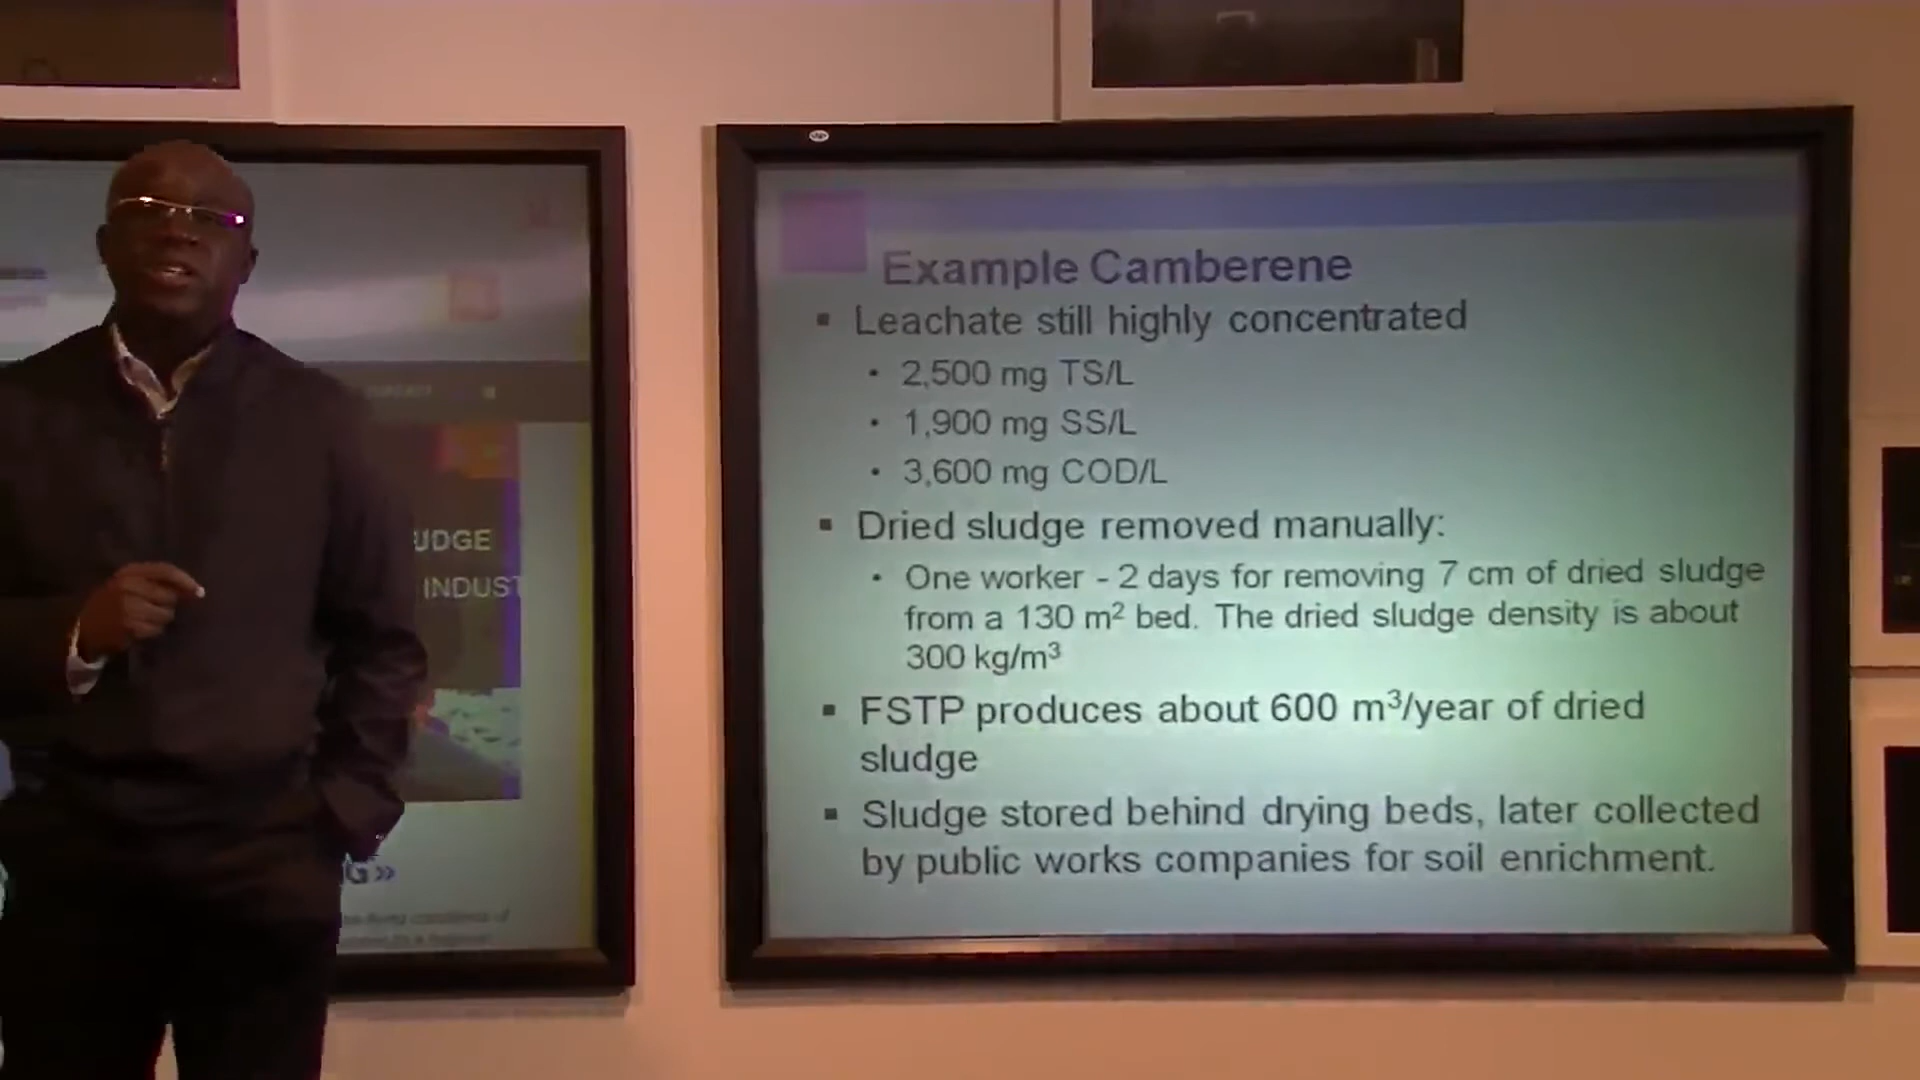 UDGE
INDUST
G»
Example Camberene
▪ Leachate still highly concentrated
• 2,500 mg TS/L
• 1,900 mg SS/L
• 3,600 mg COD/L
▪ Dried sludge removed manually:
• One worker - 2 days for removing 7 cm of dried sludge
from a 130 m² bed. The dried sludge density is about
300 kg/m³
▪ FSTP produces about 600 m³/year of dried
sludge
▪ Sludge stored behind drying beds, later collected
by public works companies for soil enrichment.